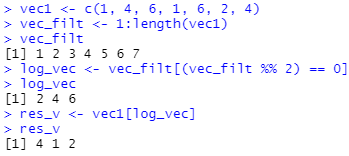 > vec1 <- c(1, 4, 6, 1, 6, 2, 4)
> vec_filt <- 1:length(vec1)
> vec_filt
[1] 1 2 3 4 5 6 7
> log_vec <- vec_filt[(vec_filt %% 2) == 0]
> log_vec
[1] 2 4 6
> res_v <- vec1[log_vec]
> res_v
[1] 4 1 2